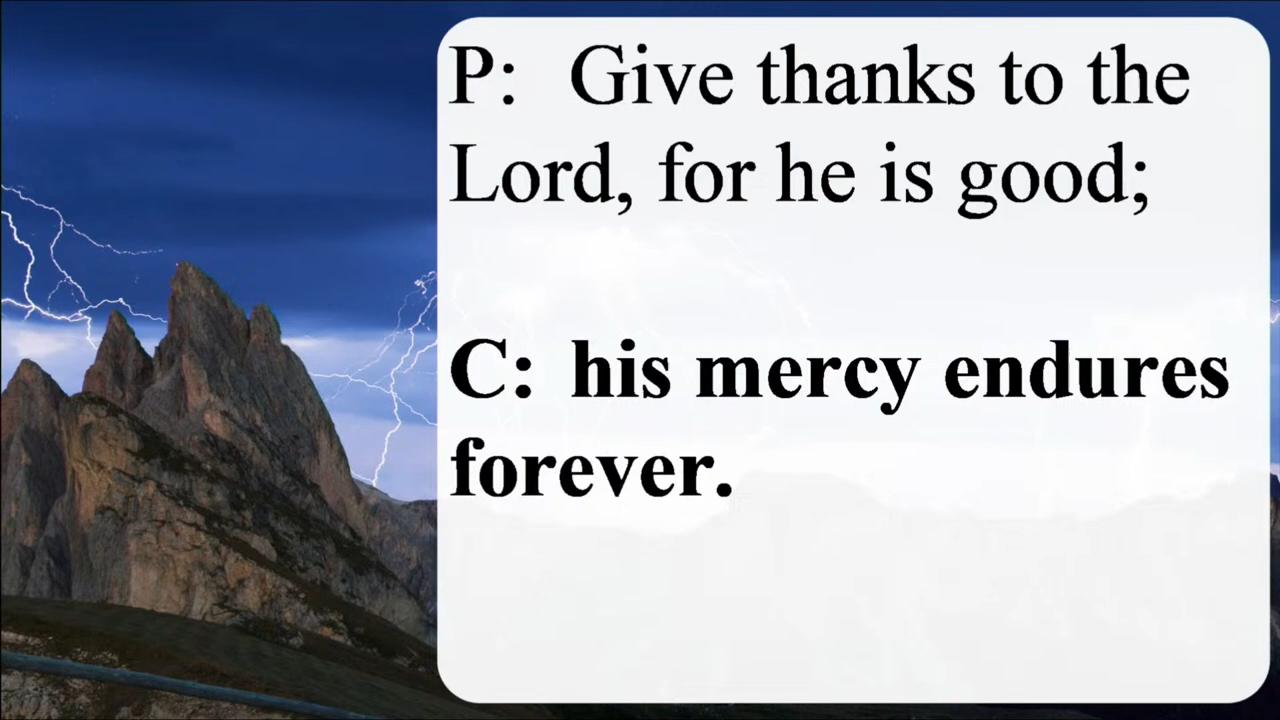 P: Give thanks to the
Lord, for he is good;
C: his mercy endures
forever.